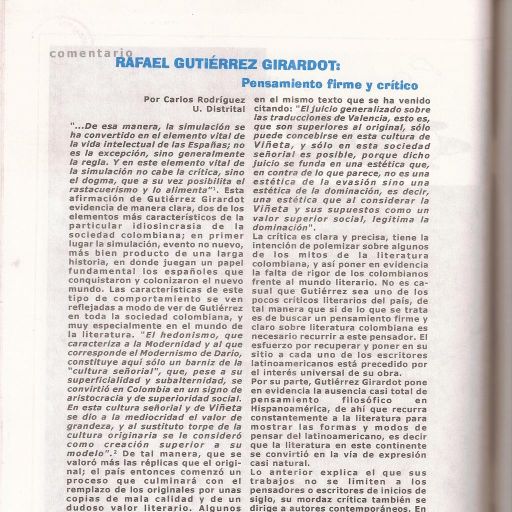 comentario
RAFAEL GUTIÉRREZ GIRARDOT:
Pensamiento firme y crítico
Por Carlos Rodríguez
U. Distrital
"...De esa manera, la simulación se
ha convertido en el elemento vital de
la vida intelectual de las Españas; no
es la excepción, sino generalmente
la regla. Y en este elemento vital de
la simulación no cabe la crítica, sino
el dogma, que a su vez posibilita el
rastacuerismo y lo alimenta"¹. Esta
afirmación de Gutiérrez Girardot
evidencia de manera clara, dos de los
elementos más característicos de la
particular idiosincrasia de la
sociedad colombiana; en primer
lugar la simulación, evento no nuevo,
más bien producto de una larga
historia, en donde juegan un papel
fundamental los españoles que
conquistaron y colonizaron el nuevo
mundo. Las características de este
tipo de comportamiento se ven
reflejadas a modo de ver de Gutiérrez
en toda la sociedad colombiana, y
muy especialmente en el mundo de
la literatura. "El hedonismo, que
caracteriza a la Modernidad y al que
corresponde el Modernismo de Darío,
constituye aquí sólo un barniz de la
"cultura señorial", que, pese a su
superficialidad y subalternidad, se
convirtió en Colombia en un signo de
aristocracia y de superioridad social.
En esta cultura señorial y de Viñeta
se dio a la mediocridad el valor de
grandeza, y al sustituto torpe de la
cultura originaria se le consideró
como creación superior a su
modelo".² De tal manera, que se
valoró más las réplicas que el origi-
nal; el país entonces comenzó un
proceso que culminará con el
remplazo de los originales por unas
copias de mala calidad y de un
dudoso valor literario. Algunos
en el mismo texto que se ha venido
citando: "El juicio generalizado sobre
las traducciones de Valencia, esto es,
que son superiores al original, sólo
puede concebirse en esta cultura de
Viñeta, y sólo en esta sociedad
señorial es posible, porque dicho
juicio se funda en una estética que,
en contra de lo que parece, no es una
estética de la evasión sino una
estética de la dominación, es decir,
una estética que al considerar la
Viñeta y sus supuestos como un
valor superior social, legitima la
dominación".
La crítica es clara y precisa, tiene la
intención de polemizar sobre algunos
de los mitos de la literatura
colombiana, y así poner en evidencia
la falta de rigor de los colombianos
frente al mundo literario. No es ca-
sual que Gutiérrez sea uno de los
pocos críticos literarios del país, de
tal manera que si de lo que se trata
es de buscar un pensamiento firme y
claro sobre literatura colombiana es
necesario recurrir a este pensador. El
esfuerzo por recuperar y poner en su
sitio a cada uno de los escritores
latinoamericanos está precedido por
el interés universal de su obra.
Por su parte, Gutiérrez Girardot pone
en evidencia la ausencia casi total de
pensamiento filosófico en
Hispanoamérica, de ahí que recurra
constantemente a la literatura para
mostrar las formas y modos de
pensar del latinoamericano, es decir
que la literatura en este continente
se convirtió en la vía de expresión
casi natural.
Lo anterior explica el que sus
trabajos no se limiten a los
pensadores o escritores de inicios de
siglo, su mordaz crítica también se
dirige a autores contemporáneos. En